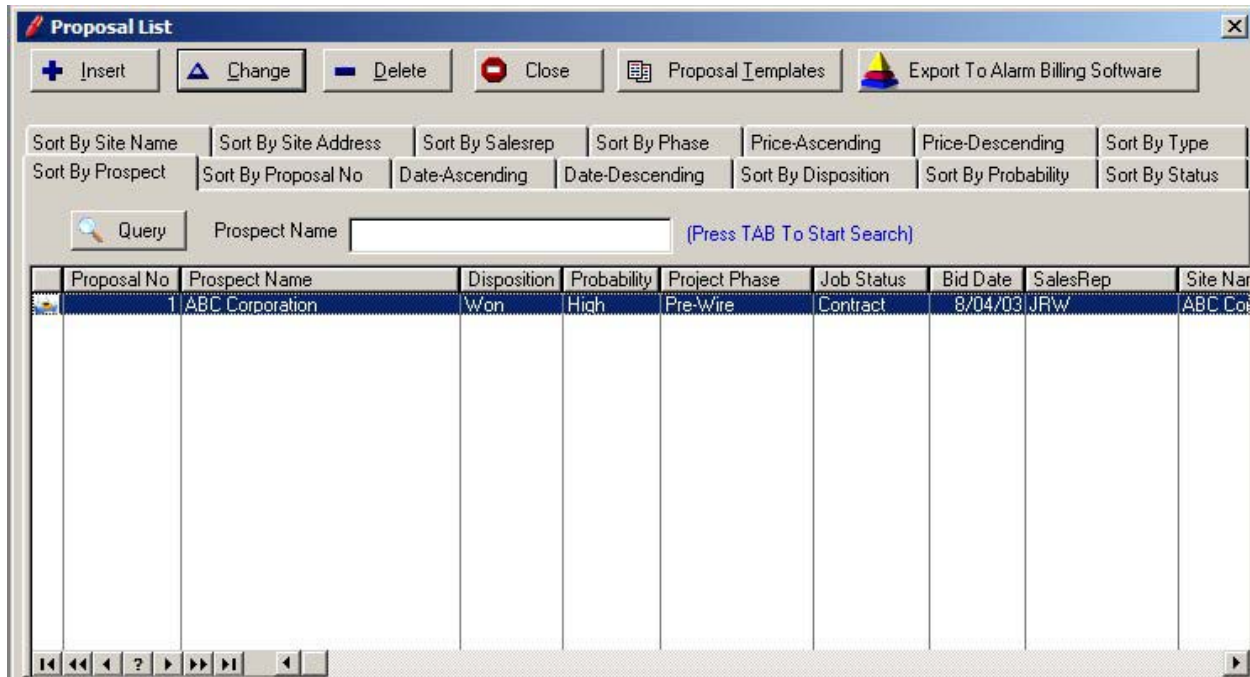 Proposal List
Insert Change Delete Close Proposal Templates Export To Alarm Billing Software
Sort By Site Name Sort By Site Address Sort By Salesrep Sort By Phase Price-Ascending Price-Descending Sort By Type
Sort By Prospect Sort By Proposal No Date-Ascending Date-Descending Sort By Disposition Sort By Probability Sort By Status
Query Prospect Name (Press TAB To Start Search)
Proposal No Prospect Name Disposition Probability Project Phase Job Status Bid Date SalesRep Site Nar
1 ABC Corporation Won High Pre-Wire Contract 8/04/03 JRW ABC Cor
?